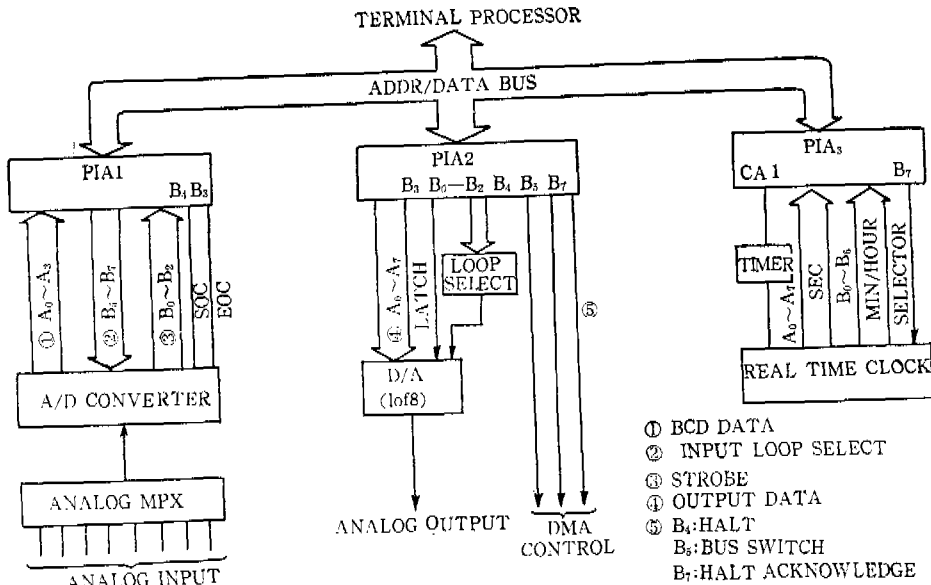 TERMINAL PROCESSOR
ADDR/DATA BUS
PIA1
B₄ B₃
① A₀~A₃
② B₄~B₇
③ B₀~B₂
SOC
EOC
A/D CONVERTER
ANALOG MPX
ANALOG INPUT
PIA2
B₃ B₀—B₂ B₄ B₅ B₇
④ A₀~A₇
LATCH
LOOP
SELECT
⑤
D/A
(1of8)
ANALOG OUTPUT
DMA
CONTROL
PIA₃
CA 1
B₇
TIMER
A₀~A₇
SEC
B₀~B₆
MIN/HOUR
SELECTOR
REAL TIME CLOCK
① BCD DATA
② INPUT LOOP SELECT
③ STROBE
④ OUTPUT DATA
⑤ B₄:HALT
B₅:BUS SWITCH
B₇:HALT ACKNOWLEDGE